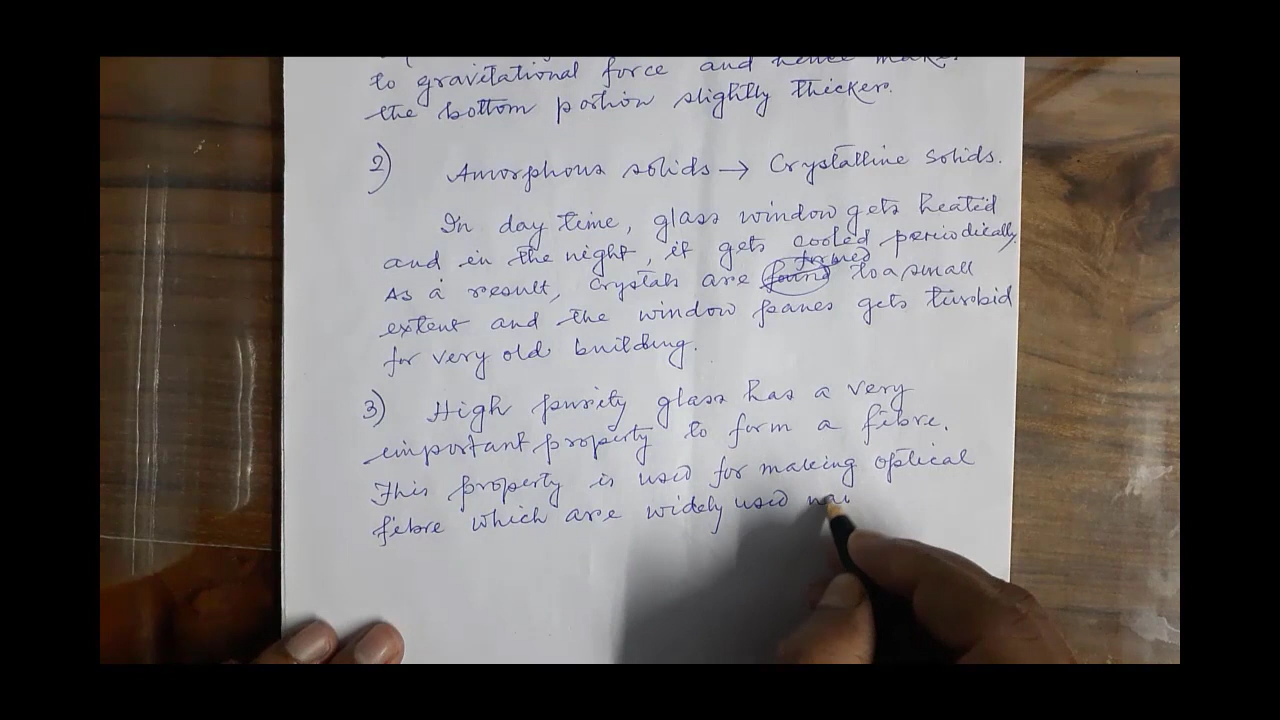 to gravitational force and hence makes
the bottom portion slightly thicker.
2) Amorphous solids → Crystalline solids.
In day time, glass window gets heated
and in the night, it gets cooled periodically.
As a result, crystals are formed to a small
extent and the window panes gets turbid
for very old building.
3) High purity glass has a very
important property to form a fibre.
This property is used for making optical
fibre which are widely used